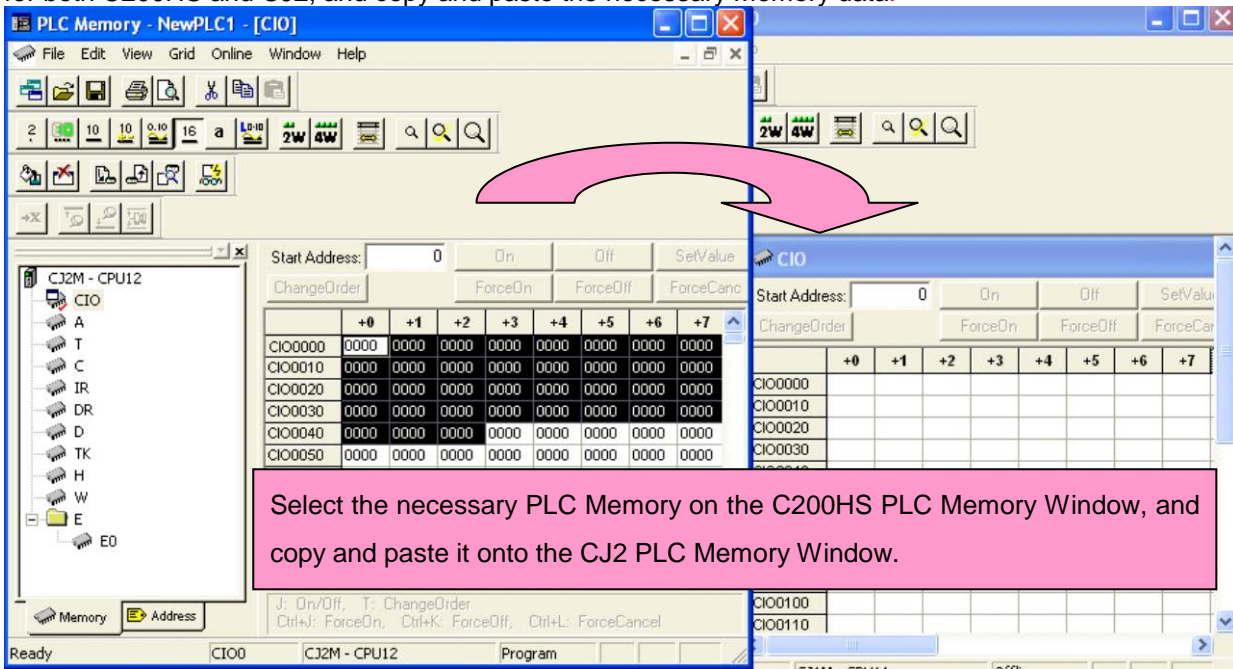 for both C200HS and CJ2, and copy and paste the necessary memory data.
PLC Memory - NewPLC1 - [CIO]
File Edit View Grid Online Window Help
2 10 10 0.10 16 a L0-10 2W 4W
2W 4W
CJ2M - CPU12
CIO
A
T
C
IR
DR
D
TK
H
W
E
E0
Memory Address
Start Address: 0 On Off SetValue
ChangeOrder ForceOn ForceOff ForceCanc
+0 +1 +2 +3 +4 +5 +6 +7
CIO0000 0000 0000 0000 0000 0000 0000 0000 0000
CIO0010 0000 0000 0000 0000 0000 0000 0000 0000
CIO0020 0000 0000 0000 0000 0000 0000 0000 0000
CIO0030 0000 0000 0000 0000 0000 0000 0000 0000
CIO0040 0000 0000 0000 0000 0000 0000 0000 0000
CIO0050 0000 0000 0000 0000 0000 0000 0000 0000
J: On/Off, T: ChangeOrder
Ctrl+J: ForceOn, Ctrl+K: ForceOff, Ctrl+L: ForceCancel
Ready CIO0 CJ2M - CPU12 Program
CIO
Start Address: 0 On Off SetValu
ChangeOrder ForceOn ForceOff ForceCar
+0 +1 +2 +3 +4 +5 +6 +7
CIO0000
CIO0010
CIO0020
CIO0030
CIO0100
CIO0110
Select the necessary PLC Memory on the C200HS PLC Memory Window, and
copy and paste it onto the CJ2 PLC Memory Window.